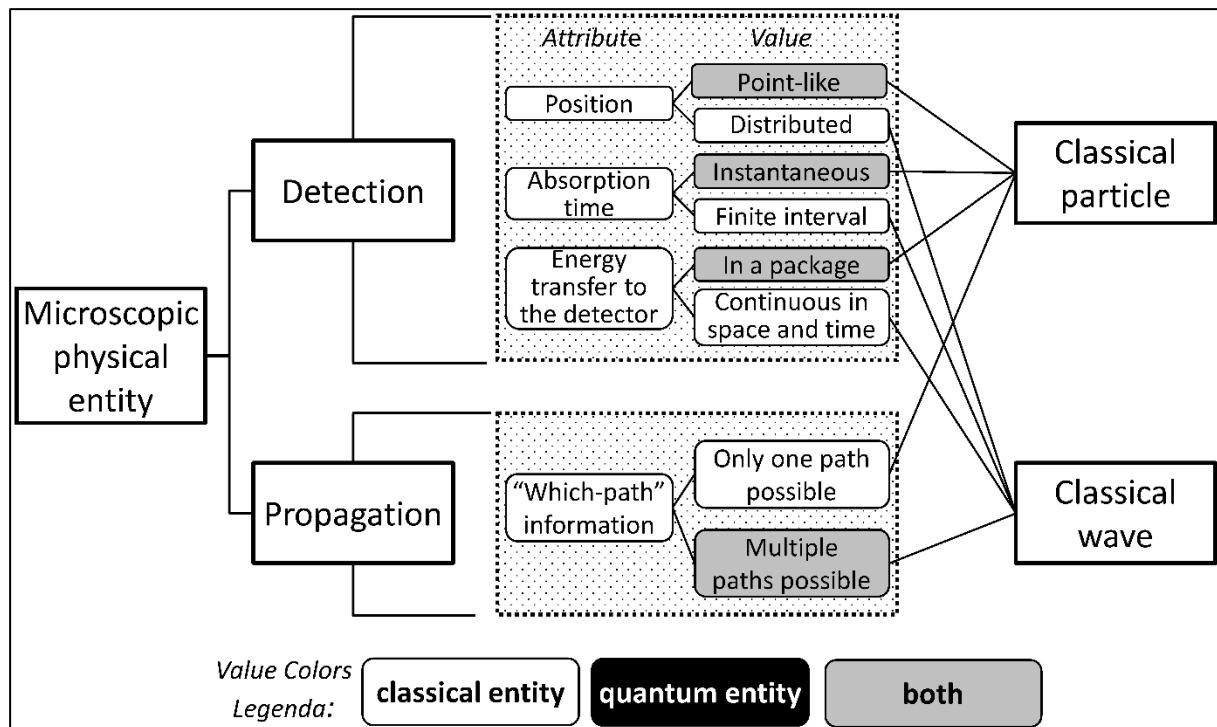 Attribute
Value
Microscopic
physical
entity
Detection
Position
Point-like
Distributed
Absorption
time
Instantaneous
Finite interval
Energy
transfer to
the detector
In a package
Continuous in
space and time
Propagation
“Which-path”
information
Only one path
possible
Multiple
paths possible
Classical
particle
Classical
wave
Value Colors
Legenda:
classical entity
quantum entity
both